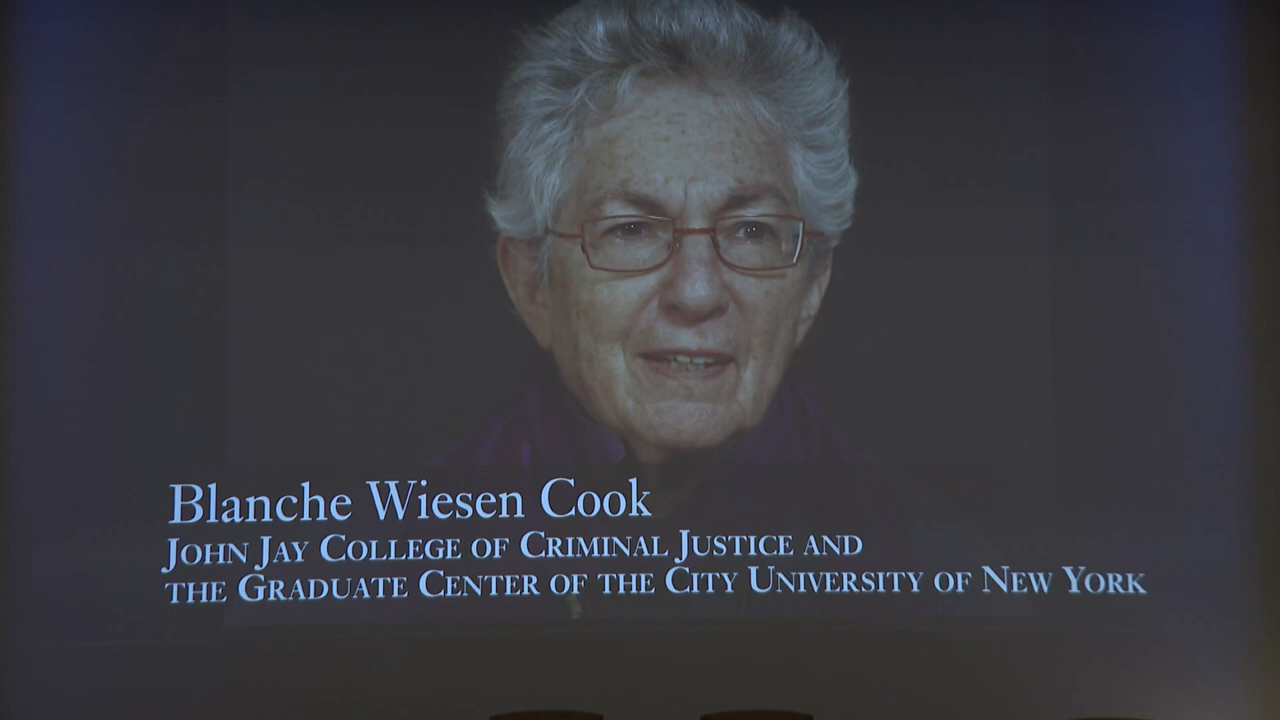 Blanche Wiesen Cook
John Jay College of Criminal Justice and
the Graduate Center of the City University of New York